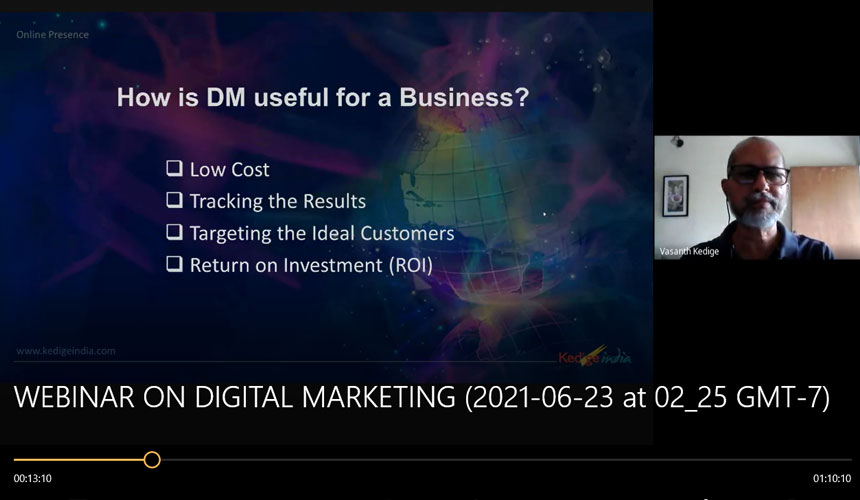 Online Presence
How is DM useful for a Business?
❑ Low Cost
❑ Tracking the Results
❑ Targeting the Ideal Customers
❑ Return on Investment (ROI)
Vasanth Kedige
www.kedigeindia.com
Kedige india
WEBINAR ON DIGITAL MARKETING (2021-06-23 at 02_25 GMT-7)
00:13:10
01:10:10